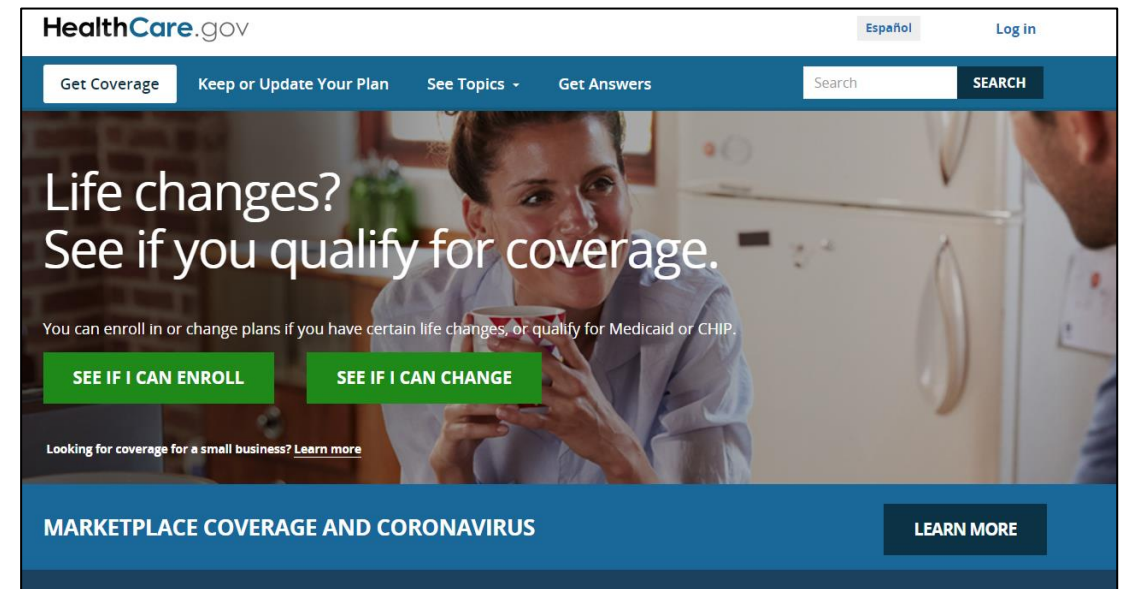 HealthCare.gov
Español
Log in
Get Coverage
Keep or Update Your Plan
See Topics
Get Answers
Search
SEARCH
Life changes?
See if you qualify for coverage.
You can enroll in or change plans if you have certain life changes, or qualify for Medicaid or CHIP.
SEE IF I CAN ENROLL
SEE IF I CAN CHANGE
Looking for coverage for a small business? Learn more
MARKETPLACE COVERAGE AND CORONAVIRUS
LEARN MORE